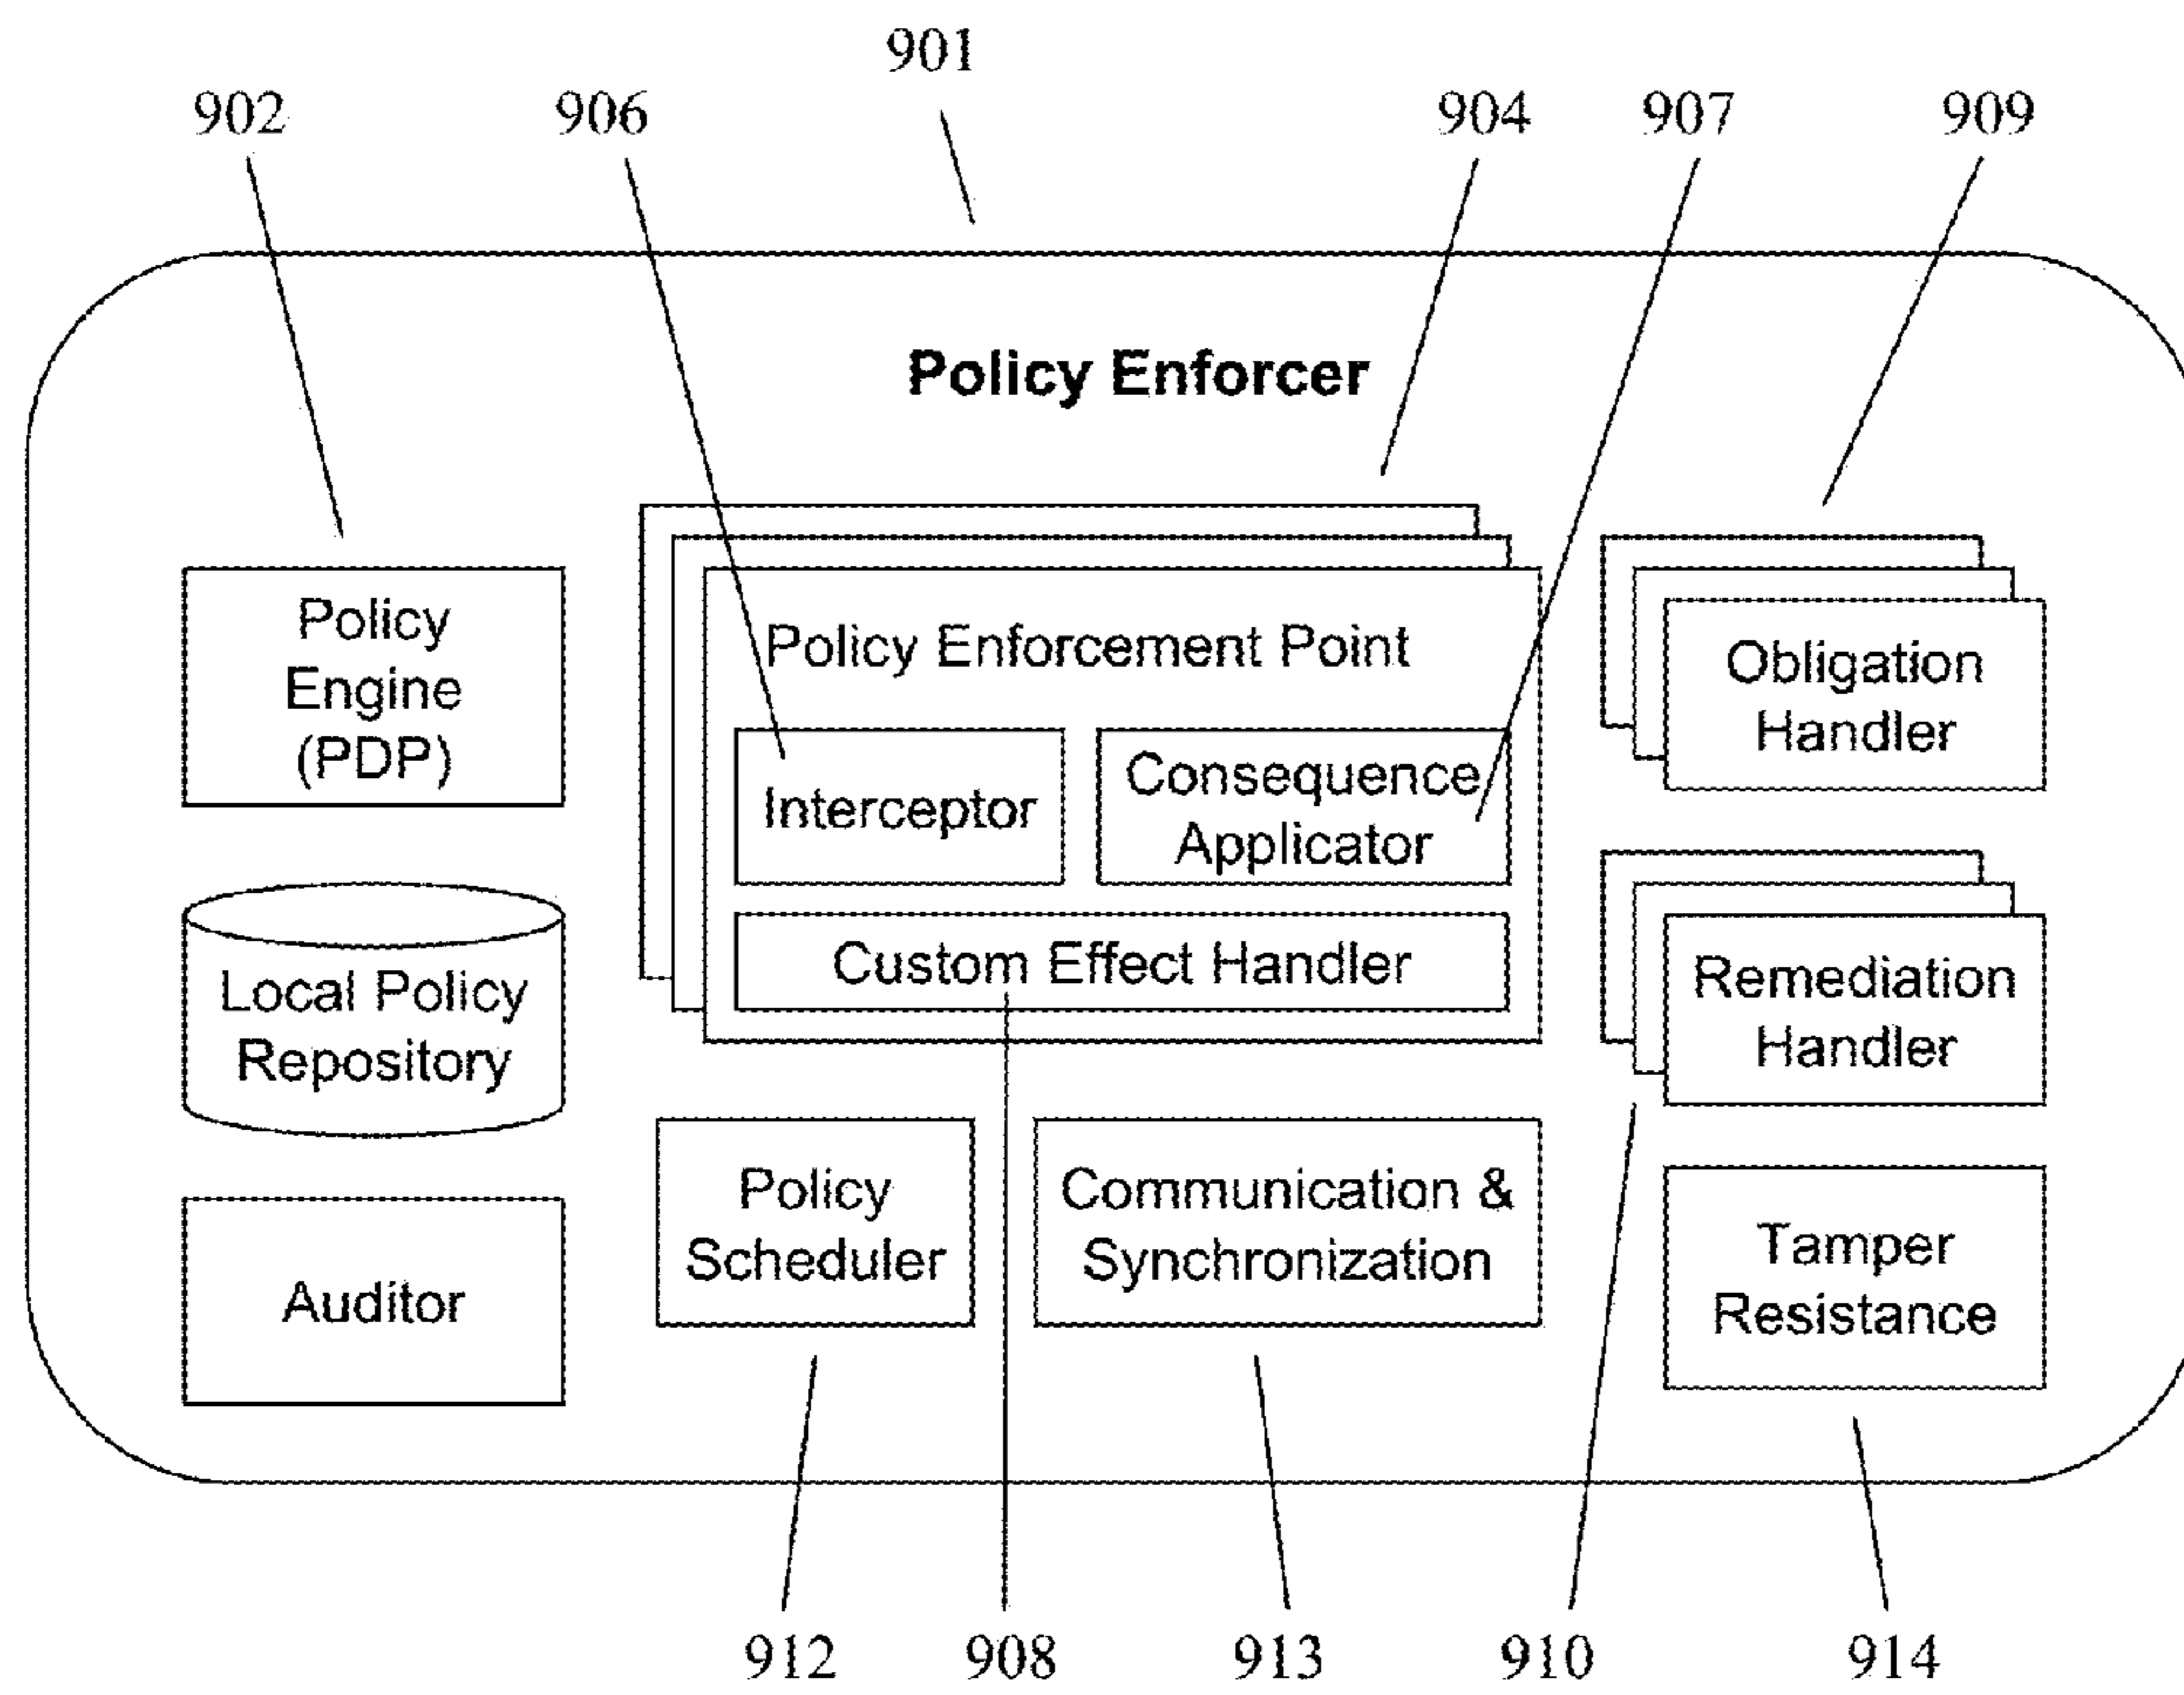 901
902
906
904
907
909
Policy Enforcer
Policy
Engine
(PDP)
Policy Enforcement Point
Interceptor
Consequence
Applicator
Custom Effect Handler
Obligation
Handler
Local Policy
Repository
Remediation
Handler
Auditor
Policy
Scheduler
Communication &
Synchronization
Tamper
Resistance
912
908
913
910
914